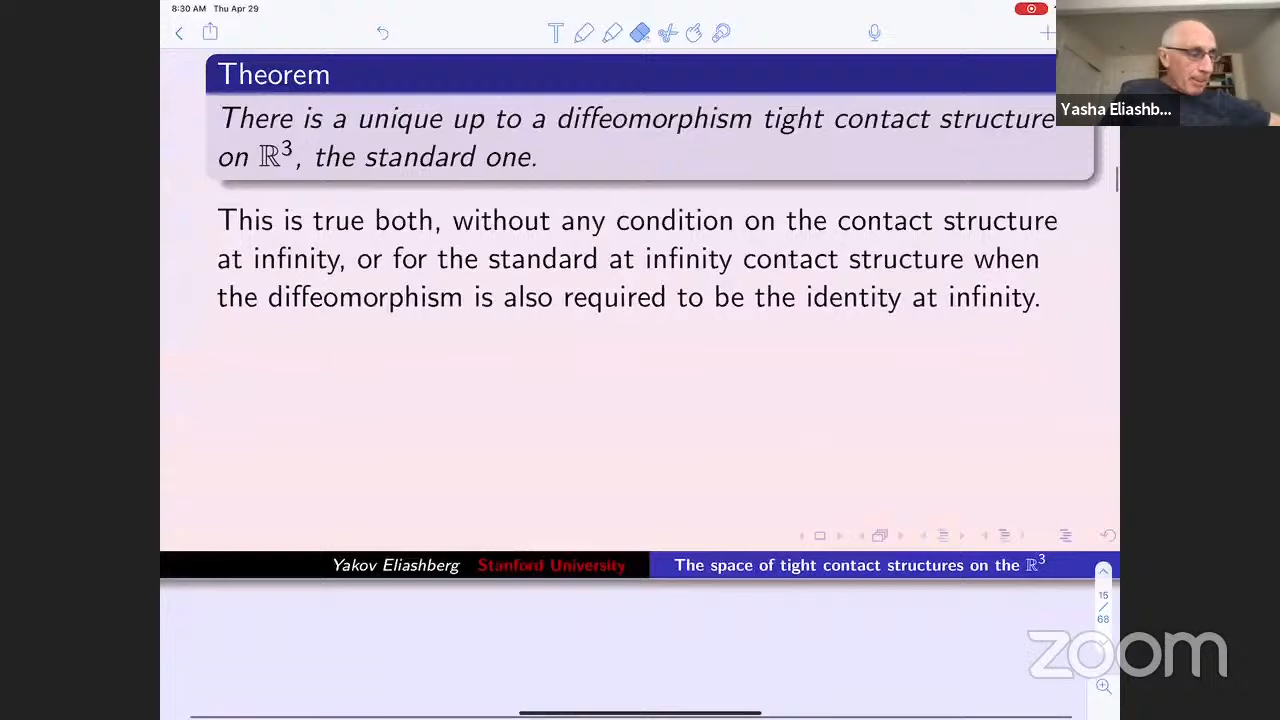 8:30 AM Thu Apr 29
Theorem
There is a unique up to a diffeomorphism tight contact structure
on ℝ³, the standard one.
Yasha Eliashb...
This is true both, without any condition on the contact structure
at infinity, or for the standard at infinity contact structure when
the diffeomorphism is also required to be the identity at infinity.
Yakov Eliashberg Stanford University The space of tight contact structures on the ℝ³
15
/
68
zoom